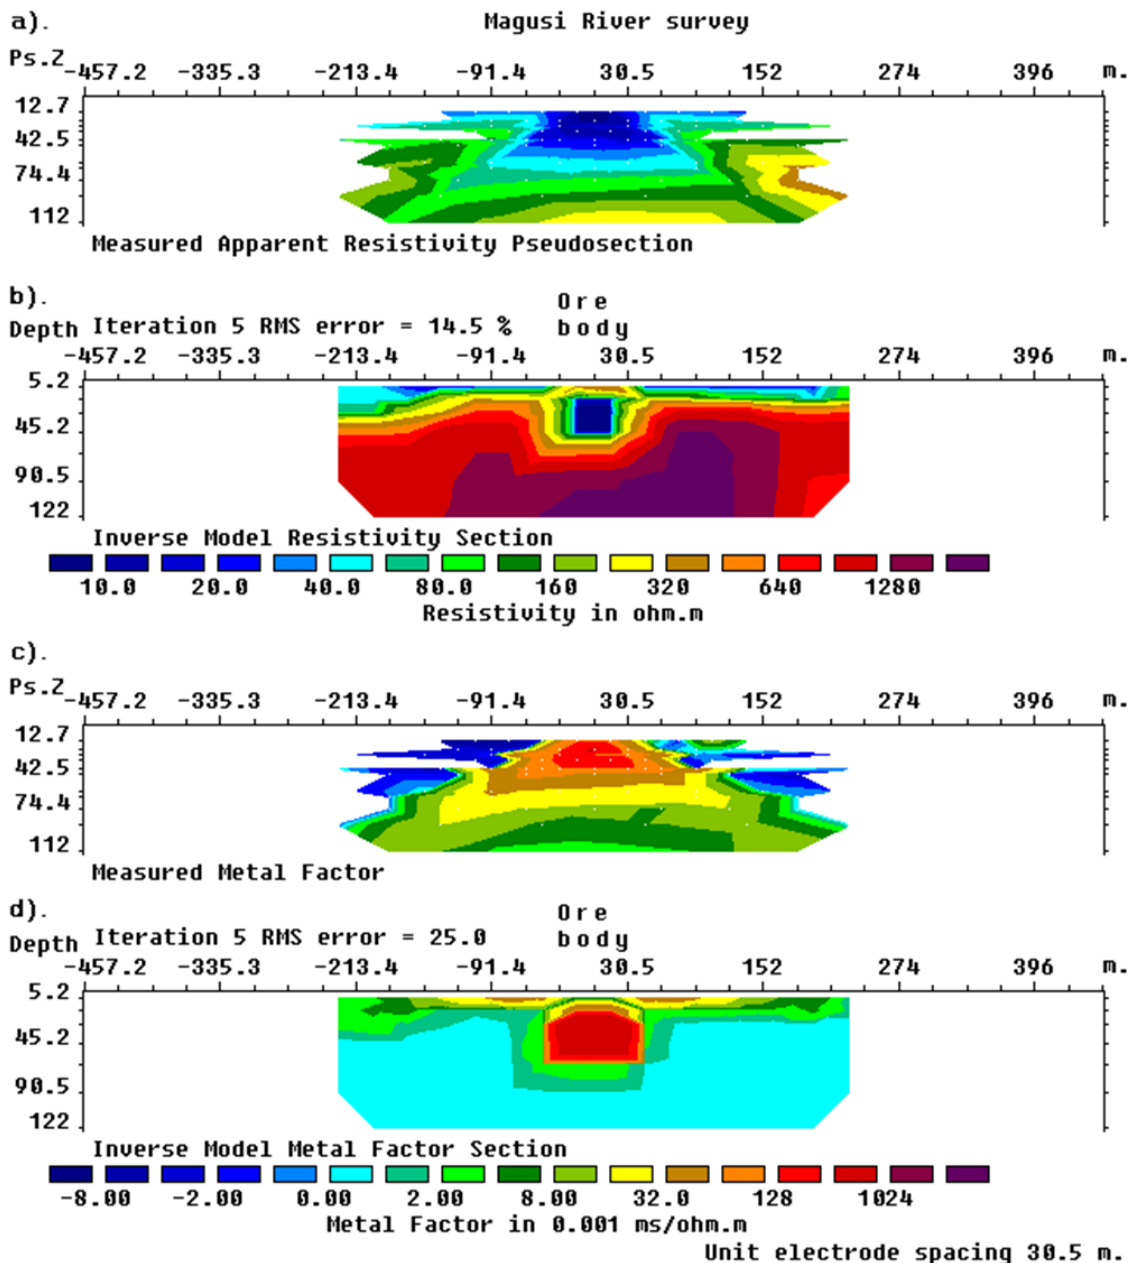 a).
Magusi River survey
Ps.Z -457.2 -335.3 -213.4 -91.4 30.5 152 274 396 m.
12.7
42.5
74.4
112
Measured Apparent Resistivity Pseudosection
b).
Ore
Depth Iteration 5 RMS error = 14.5 % body
-457.2 -335.3 -213.4 -91.4 30.5 152 274 396 m.
5.2
45.2
90.5
122
Inverse Model Resistivity Section
10.0 20.0 40.0 80.0 160 320 640 1280
Resistivity in ohm.m
c).
Ps.Z -457.2 -335.3 -213.4 -91.4 30.5 152 274 396 m.
12.7
42.5
74.4
112
Measured Metal Factor
d).
Ore
Depth Iteration 5 RMS error = 25.0 body
-457.2 -335.3 -213.4 -91.4 30.5 152 274 396 m.
5.2
45.2
90.5
122
Inverse Model Metal Factor Section
-8.00 -2.00 0.00 2.00 8.00 32.0 128 1024
Metal Factor in 0.001 ms/ohm.m
Unit electrode spacing 30.5 m.